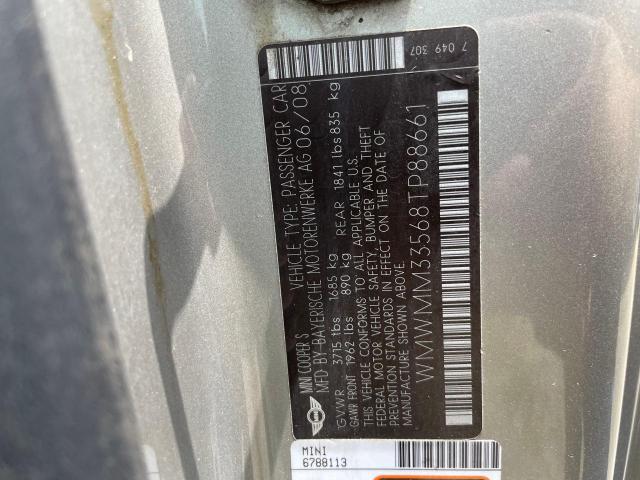 MINI COOPER S VEHICLE TYPE: PASSENGER CAR
MFD BY-BAYERISCHE MOTORENWERKE AG 06/08
GVWR 3715 lbs 1685 kg
GAWR FRONT 1962 lbs 890 kg REAR 1841 lbs 835 kg
THIS VEHICLE CONFORMS TO ALL APPLICABLE U.S.
FEDERAL MOTOR VEHICLE SAFETY, BUMPER AND THEFT
PREVENTION STANDARDS IN EFFECT ON THE DATE OF
MANUFACTURE SHOWN ABOVE.
WMWMM33568TP88661
7 049 307
MINI
6788113